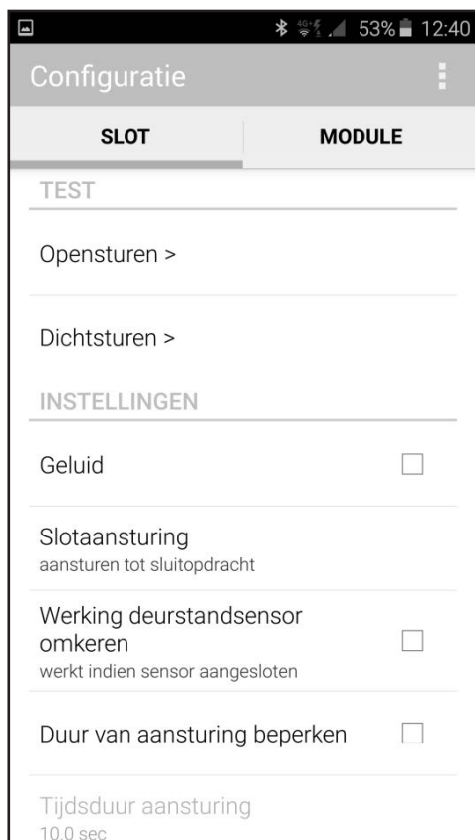 53% 12:40
Configuratie
SLOT MODULE
TEST
Opensturen >
Dichtsturen >
INSTELLINGEN
Geluid
Slotaansturing
aansturen tot sluitopdracht
Werking deurstandsensor
omkeren
werkt indien sensor aangesloten
Duur van aansturing beperken
Tijdsduur aansturing
10.0 sec